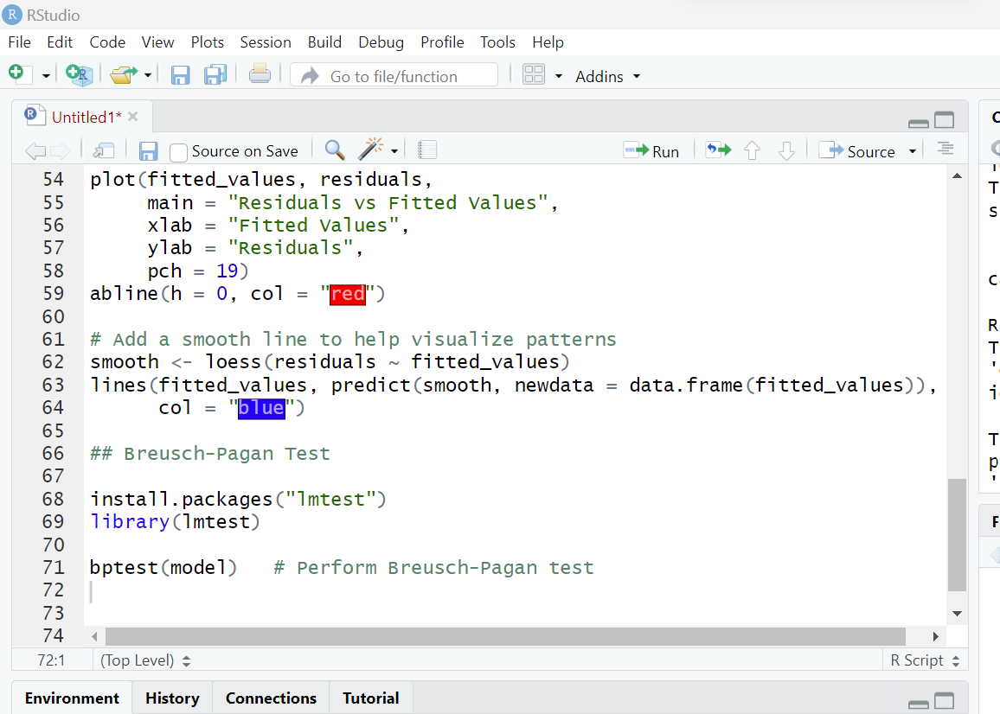 RStudio
File Edit Code View Plots Session Build Debug Profile Tools Help
Go to file/function Addins
Untitled1*
Source on Save Run Source
54 plot(fitted_values, residuals,
55 main = "Residuals vs Fitted Values",
56 xlab = "Fitted Values",
57 ylab = "Residuals",
58 pch = 19)
59 abline(h = 0, col = "red")
60
61 # Add a smooth line to help visualize patterns
62 smooth <- loess(residuals ~ fitted_values)
63 lines(fitted_values, predict(smooth, newdata = data.frame(fitted_values)),
64 col = "blue")
65
66 ## Breusch-Pagan Test
67
68 install.packages("lmtest")
69 library(lmtest)
70
71 bptest(model) # Perform Breusch-Pagan test
72
73
74
72:1 (Top Level) R Script
Environment History Connections Tutorial